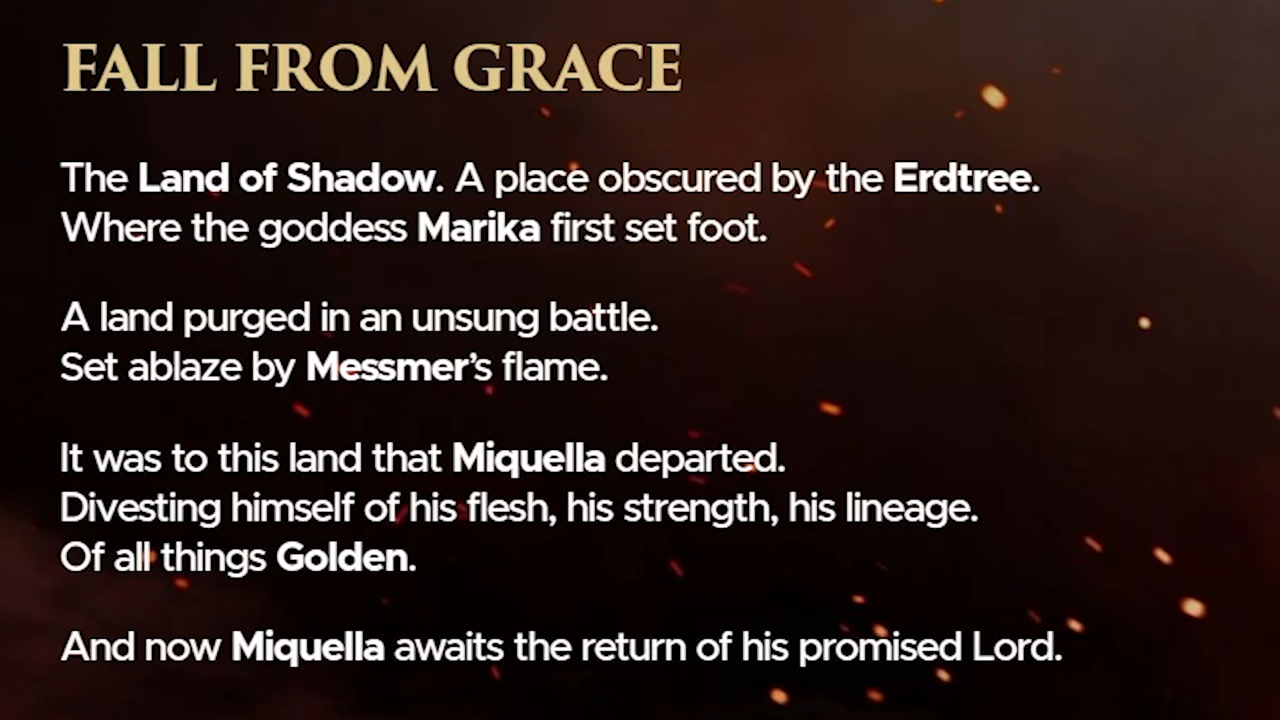 FALL FROM GRACE
The Land of Shadow. A place obscured by the Erdtree.
Where the goddess Marika first set foot.
A land purged in an unsung battle.
Set ablaze by Messmer’s flame.
It was to this land that Miquella departed.
Divesting himself of his flesh, his strength, his lineage.
Of all things Golden.
And now Miquella awaits the return of his promised Lord.